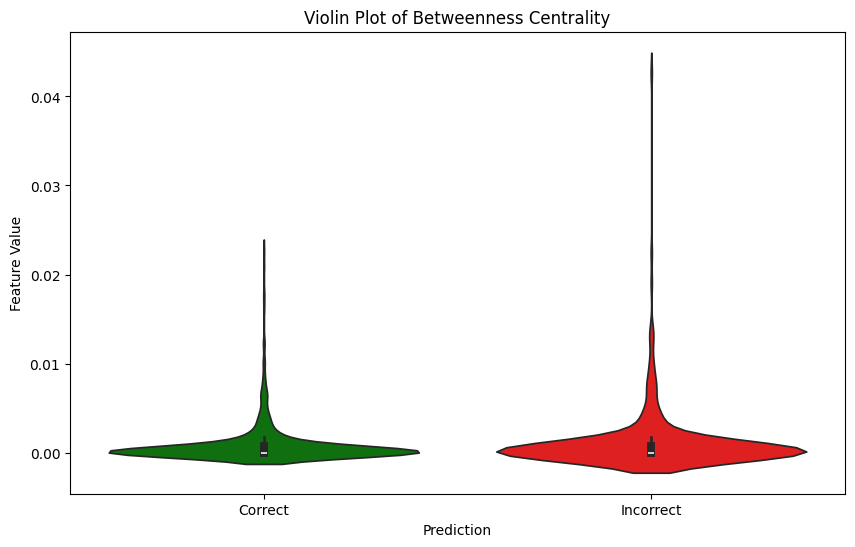 Violin Plot of Betweenness Centrality
Feature Value
0.04
0.03
0.02
0.01
0.00
Correct
Incorrect
Prediction